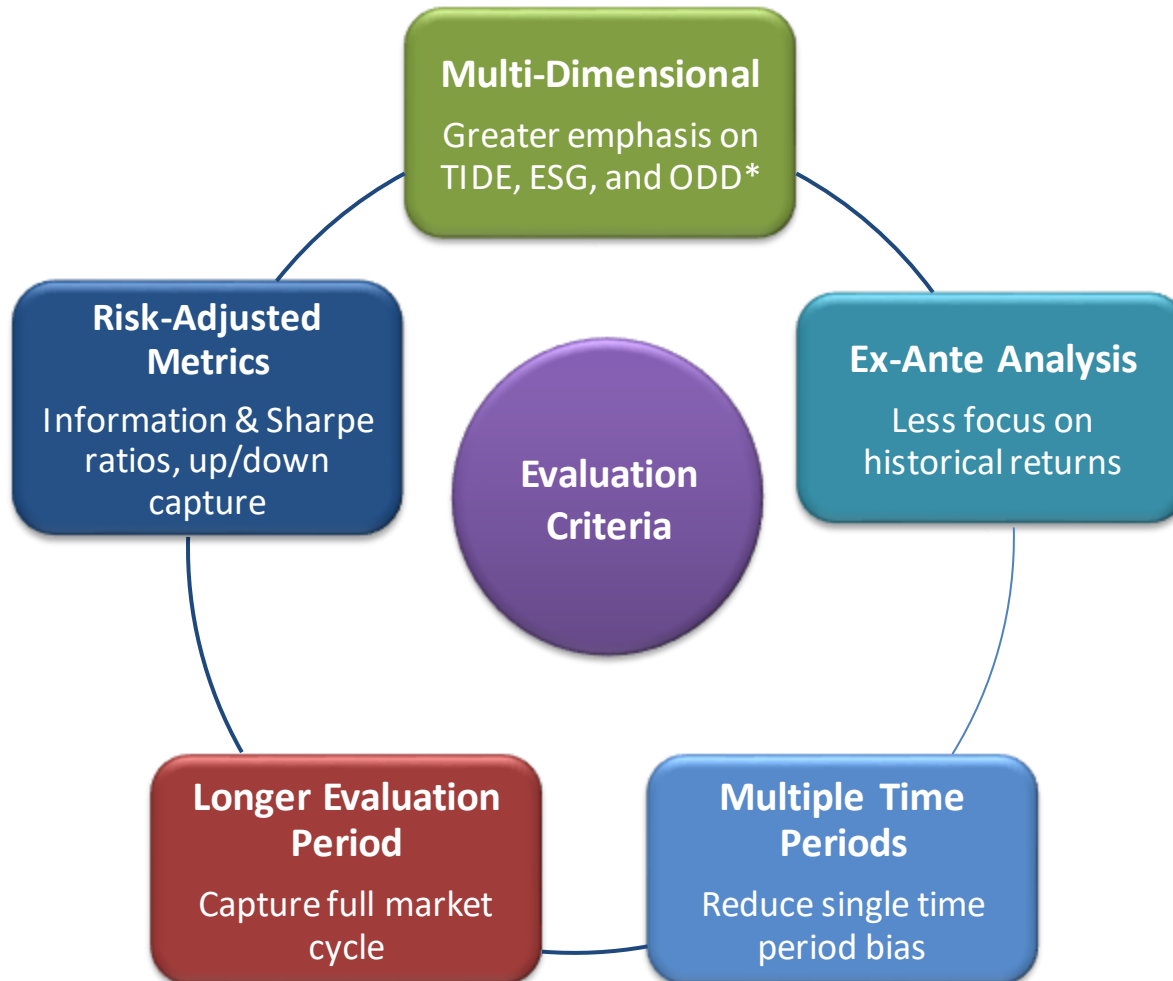 Multi-Dimensional
Greater emphasis on
TIDE, ESG, and ODD*
Risk-Adjusted
Metrics
Information & Sharpe
ratios, up/down
capture
Ex-Ante Analysis
Less focus on
historical returns
Evaluation
Criteria
Longer Evaluation
Period
Capture full market
cycle
Multiple Time
Periods
Reduce single time
period bias